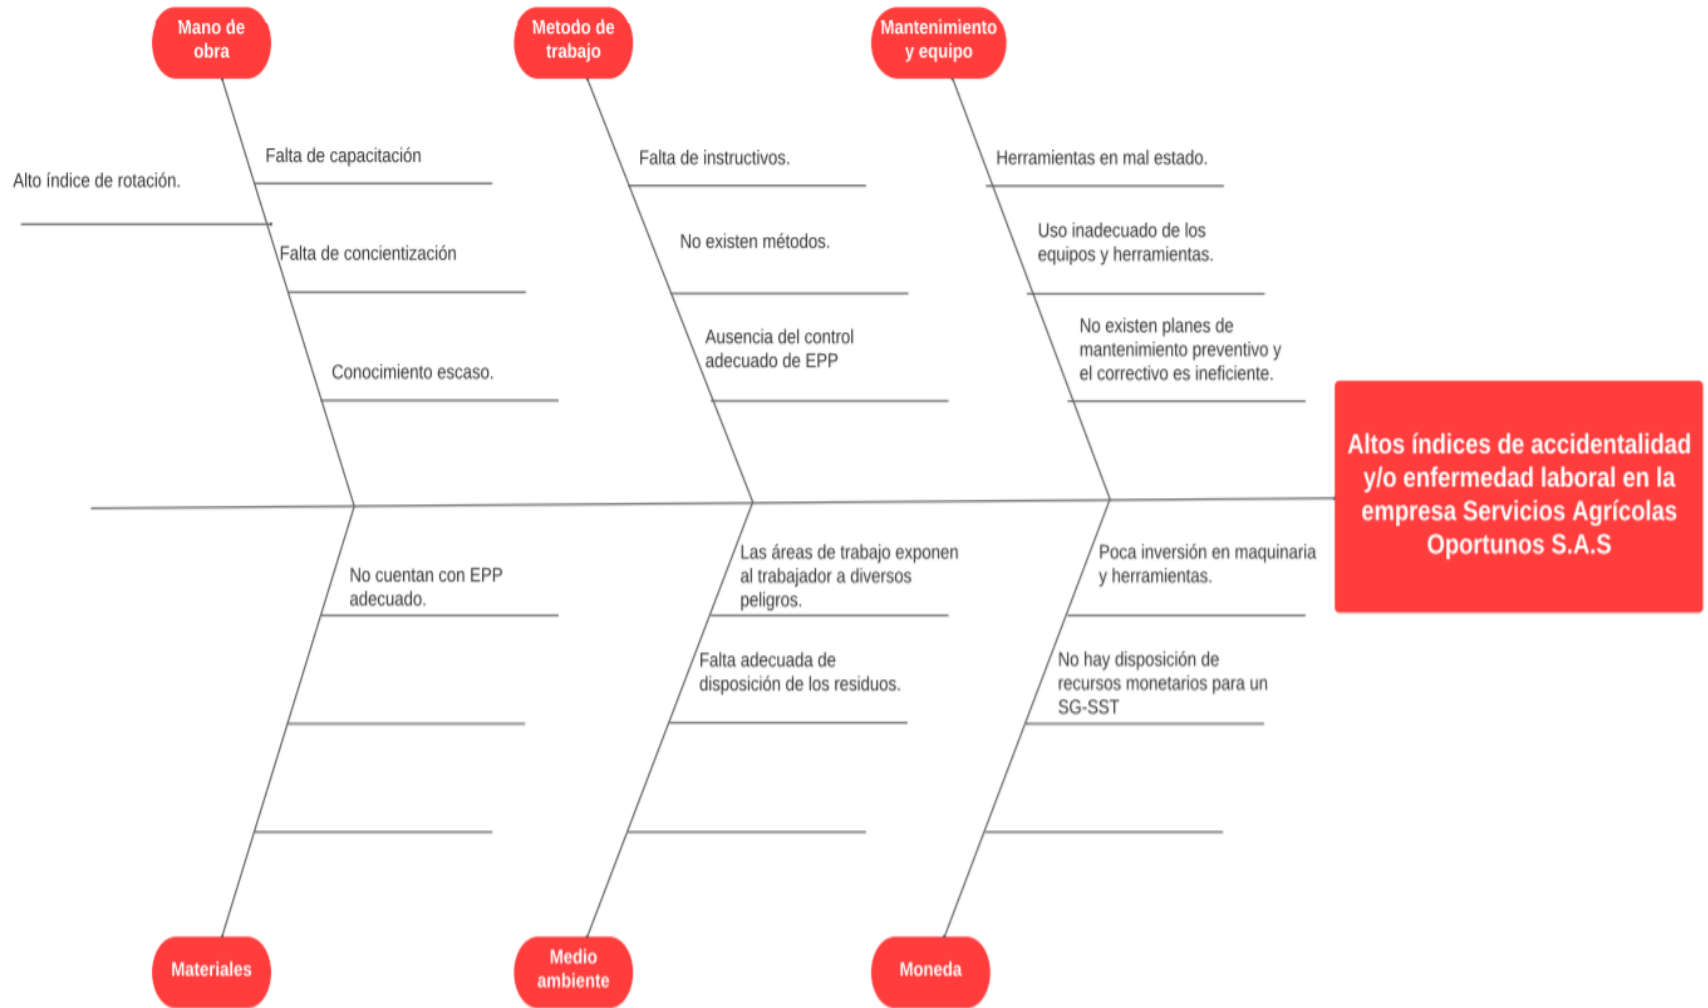 Mano de
obra
Metodo de
trabajo
Mantenimiento
y equipo
Alto índice de rotación.
Falta de capacitación
Falta de concientización
Conocimiento escaso.
Falta de instructivos.
No existen métodos.
Ausencia del control
adecuado de EPP
Herramientas en mal estado.
Uso inadecuado de los
equipos y herramientas.
No existen planes de
mantenimiento preventivo y
el correctivo es ineficiente.
Altos índices de accidentalidad
y/o enfermedad laboral en la
empresa Servicios Agrícolas
Oportunos S.A.S
No cuentan con EPP
adecuado.
Las áreas de trabajo exponen
al trabajador a diversos
peligros.
Falta adecuada de
disposición de los residuos.
Poca inversión en maquinaria
y herramientas.
No hay disposición de
recursos monetarios para un
SG-SST
Materiales
Medio
ambiente
Moneda